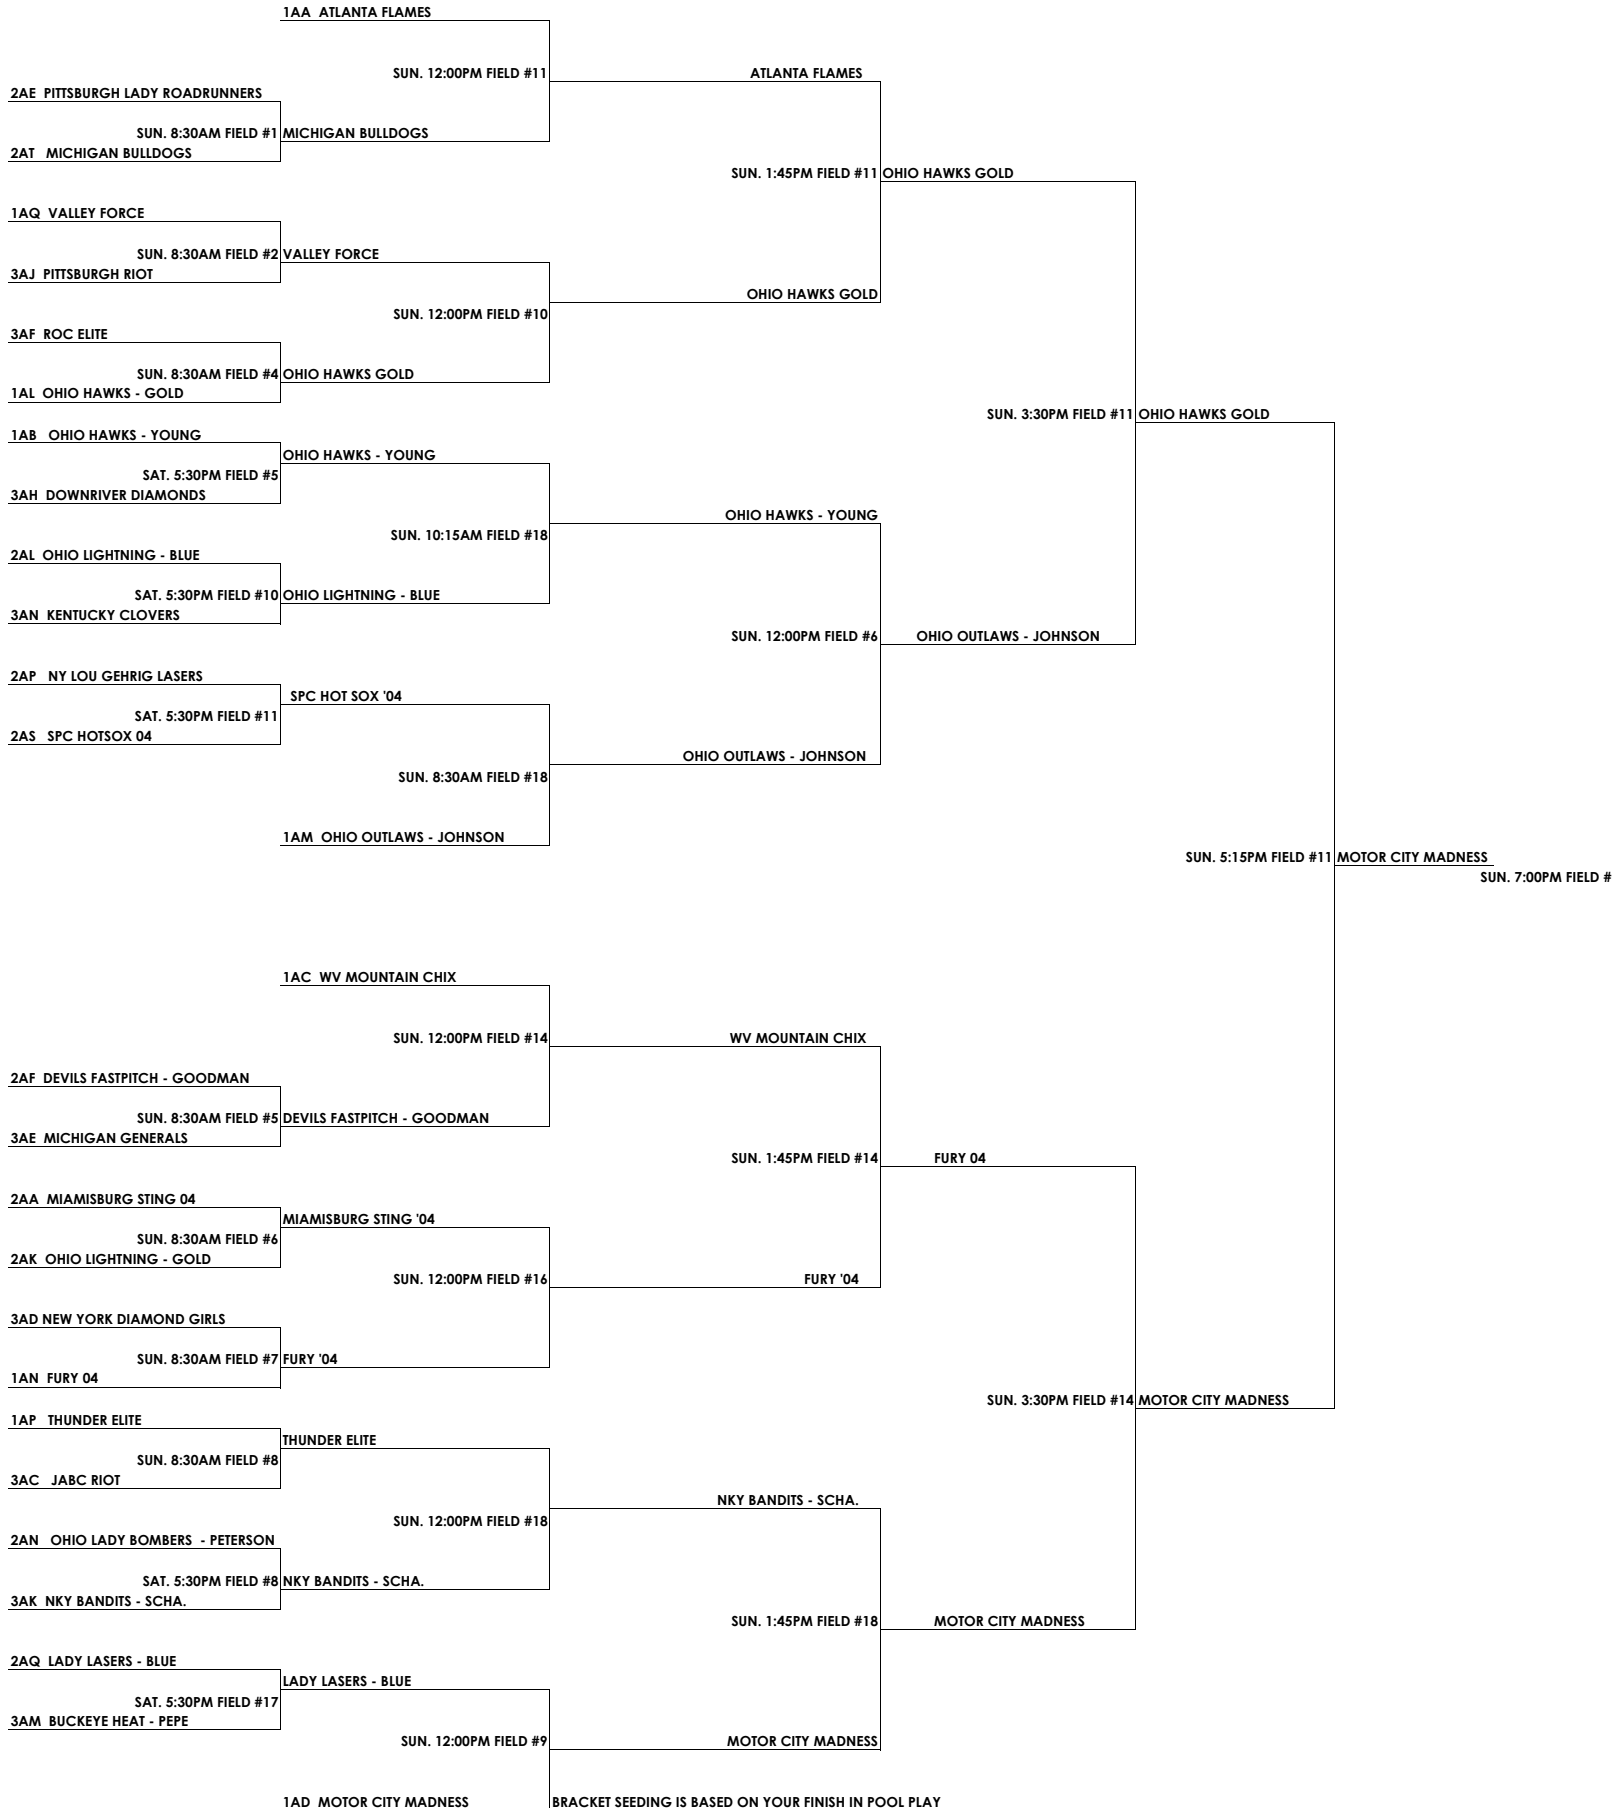 1AA  ATLANTA FLAMES
SUN. 12:00PM FIELD #11
ATLANTA FLAMES
2AE  PITTSBURGH LADY ROADRUNNERS
SUN. 8:30AM FIELD #1
MICHIGAN BULLDOGS
2AT   MICHIGAN BULLDOGS
SUN. 1:45PM FIELD #11
OHIO HAWKS GOLD
1AQ  VALLEY FORCE
SUN. 8:30AM FIELD #2
VALLEY FORCE
3AJ  PITTSBURGH RIOT
OHIO HAWKS GOLD
SUN. 12:00PM FIELD #10
3AF  ROC ELITE
SUN. 8:30AM FIELD #4
OHIO HAWKS GOLD
1AL  OHIO HAWKS - GOLD
SUN. 3:30PM FIELD #11
OHIO HAWKS GOLD
1AB   OHIO HAWKS - YOUNG
OHIO HAWKS - YOUNG
SAT. 5:30PM FIELD #5
3AH  DOWNRIVER DIAMONDS
OHIO HAWKS - YOUNG
SUN. 10:15AM FIELD #18
2AL  OHIO LIGHTNING - BLUE
SAT. 5:30PM FIELD #10
OHIO LIGHTNING - BLUE
3AN  KENTUCKY CLOVERS
SUN. 12:00PM FIELD #6
OHIO OUTLAWS - JOHNSON
2AP   NY LOU GEHRIG LASERS
SPC HOT SOX '04
SAT. 5:30PM FIELD #11
2AS   SPC HOTSOX 04
OHIO OUTLAWS - JOHNSON
SUN. 8:30AM FIELD #18
1AM  OHIO OUTLAWS - JOHNSON
SUN. 5:15PM FIELD #11
MOTOR CITY MADNESS
SUN. 7:00PM FIELD #
1AC  WV MOUNTAIN CHIX
SUN. 12:00PM FIELD #14
WV MOUNTAIN CHIX
2AF  DEVILS FASTPITCH - GOODMAN
SUN. 8:30AM FIELD #5
DEVILS FASTPITCH - GOODMAN
3AE  MICHIGAN GENERALS
SUN. 1:45PM FIELD #14
FURY 04
2AA  MIAMISBURG STING 04
MIAMISBURG STING '04
SUN. 8:30AM FIELD #6
2AK  OHIO LIGHTNING - GOLD
SUN. 12:00PM FIELD #16
FURY '04
3AD NEW YORK DIAMOND GIRLS
SUN. 8:30AM FIELD #7
FURY '04
1AN  FURY 04
SUN. 3:30PM FIELD #14
MOTOR CITY MADNESS
1AP   THUNDER ELITE
THUNDER ELITE
SUN. 8:30AM FIELD #8
3AC   JABC RIOT
NKY BANDITS - SCHA.
SUN. 12:00PM FIELD #18
2AN   OHIO LADY BOMBERS  - PETERSON
SAT. 5:30PM FIELD #8
NKY BANDITS - SCHA.
3AK  NKY BANDITS - SCHA.
SUN. 1:45PM FIELD #18
MOTOR CITY MADNESS
2AQ  LADY LASERS - BLUE
LADY LASERS - BLUE
SAT. 5:30PM FIELD #17
3AM  BUCKEYE HEAT - PEPE
SUN. 12:00PM FIELD #9
MOTOR CITY MADNESS
1AD  MOTOR CITY MADNESS
BRACKET SEEDING IS BASED ON YOUR FINISH IN POOL PLAY